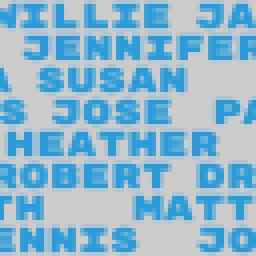 WILLIE JA
JENNIFER
A SUSAN
S JOSE PA
HEATHER
ROBERT DR
TH MATT
ENNIS JO